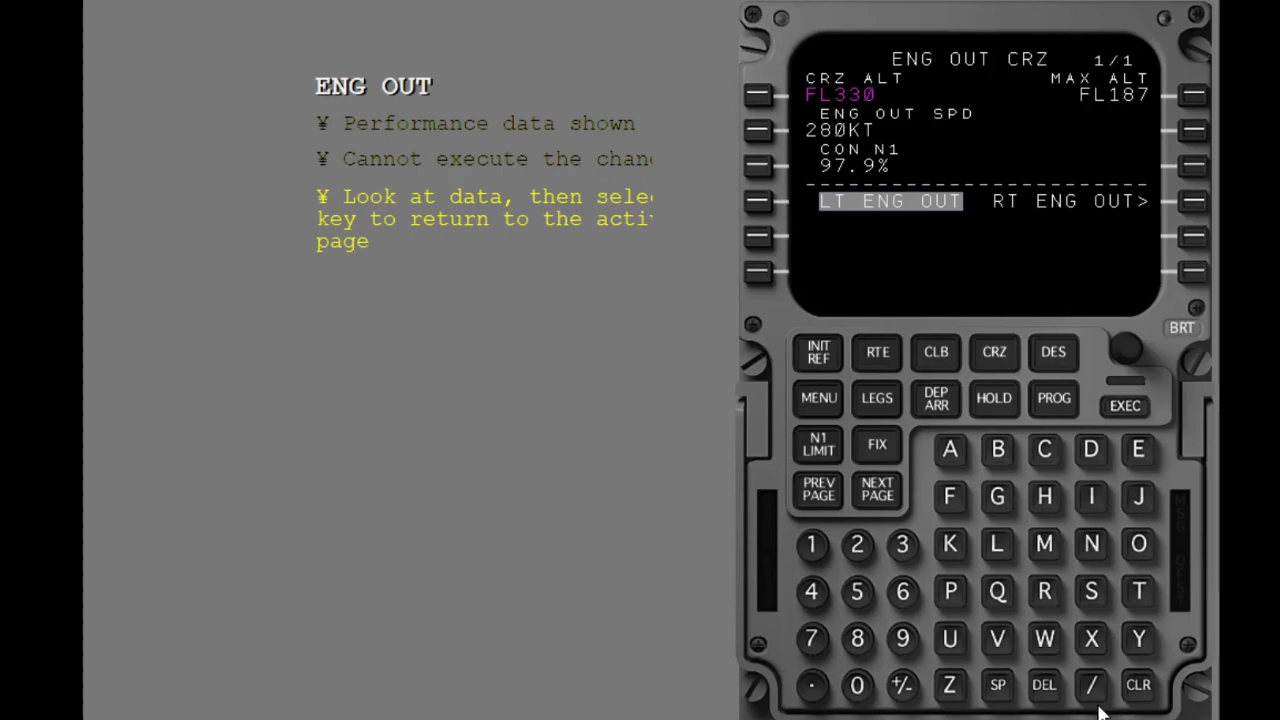 ENG OUT
¥ Performance data shown
¥ Cannot execute the
¥ Look at data, then
key to return to the
page
ENG OUT CRZ 1/1
CRZ ALT MAX ALT
FL330 FL187
ENG OUT SPD
280KT
CON N1
97.9%
------------------------
LT ENG OUT RT ENG OUT>
BRT
INIT REF RTE CLB CRZ DES
MENU LEGS DEP ARR HOLD PROG EXEC
N1 LIMIT FIX
PREV PAGE NEXT PAGE
A B C D E
F G H I J
1 2 3 K L M N O
4 5 6 P Q R S T
7 8 9 U V W X Y
. 0 +/- Z SP DEL / CLR